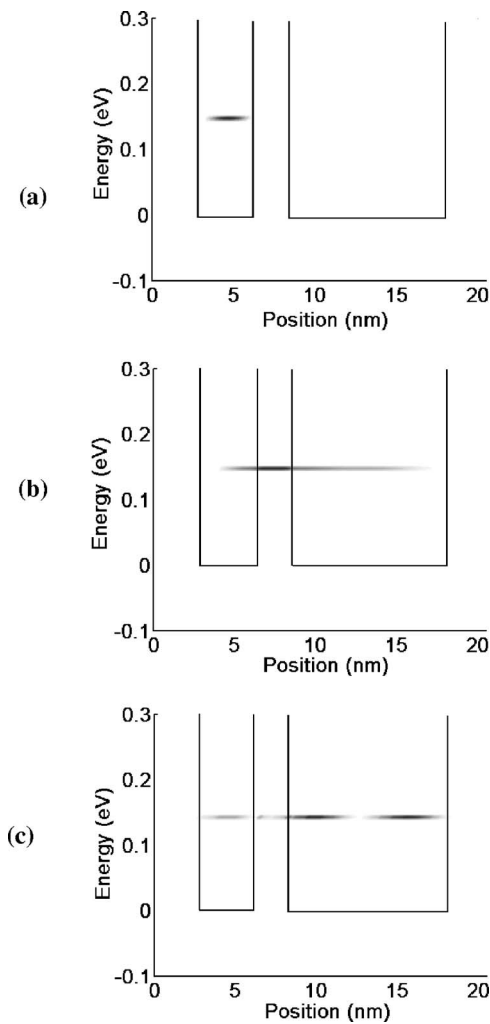 0.3
0.2
0.1
0
-0.1
Energy (eV)
(a)
0 5 10 15 20
Position (nm)
0.3
0.2
0.1
0
-0.1
Energy (eV)
(b)
0 5 10 15 20
Position (nm)
0.3
0.2
0.1
0
-0.1
Energy (eV)
(c)
0 5 10 15 20
Position (nm)